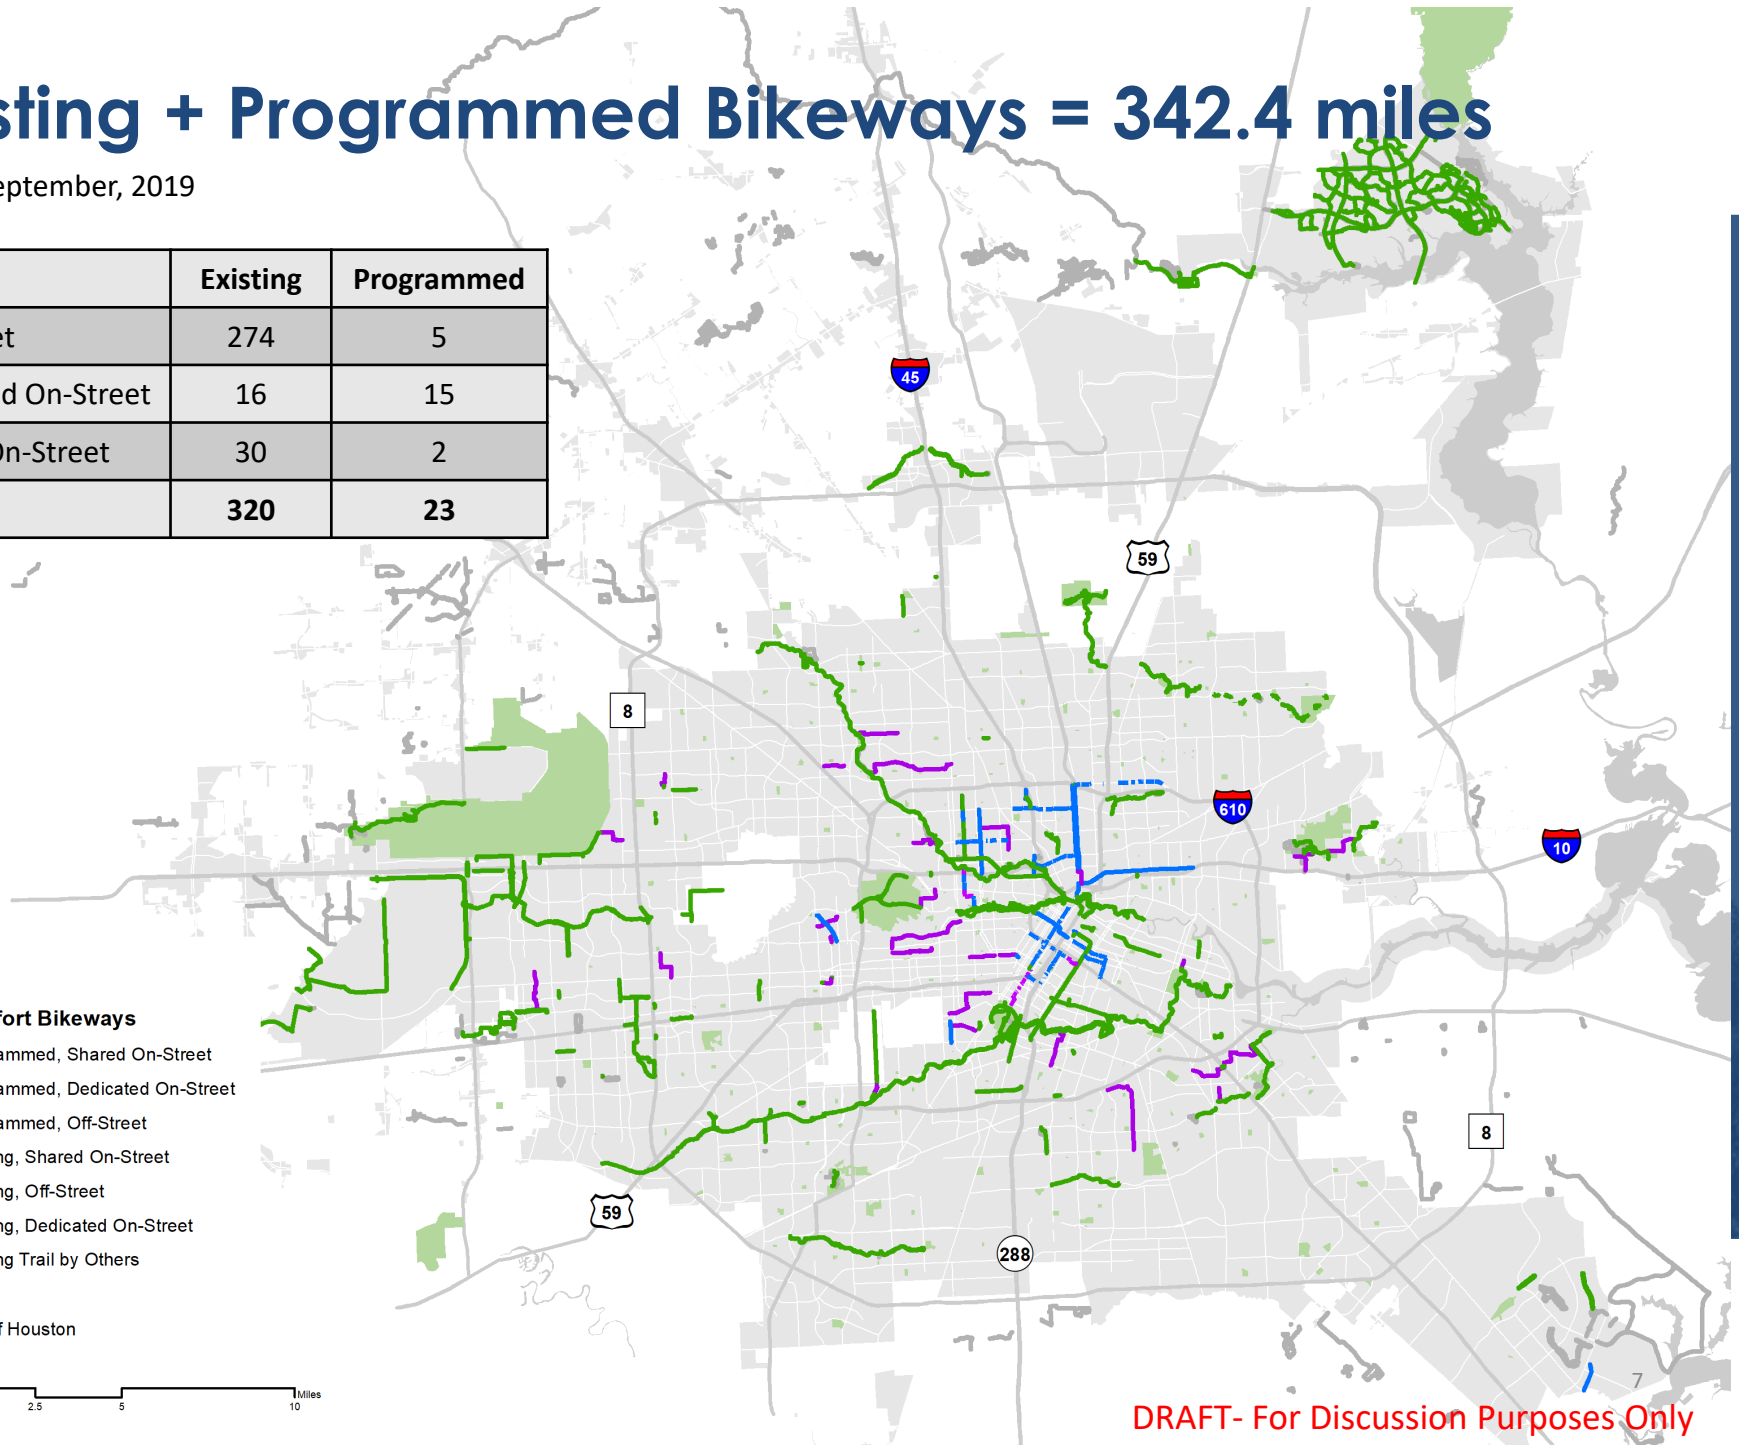 sting + Programmed Bikeways = 342.4 miles
eptember, 2019
Existing Programmed
et 274 5
d On-Street 16 15
On-Street 30 2
320 23
45
59
8
610
10
fort Bikeways
ammed, Shared On-Street
ammed, Dedicated On-Street
ammed, Off-Street
ng, Shared On-Street
ng, Off-Street
ng, Dedicated On-Street
ng Trail by Others
f Houston
8
59
288
Miles
2.5 5 10
7
DRAFT- For Discussion Purposes Only